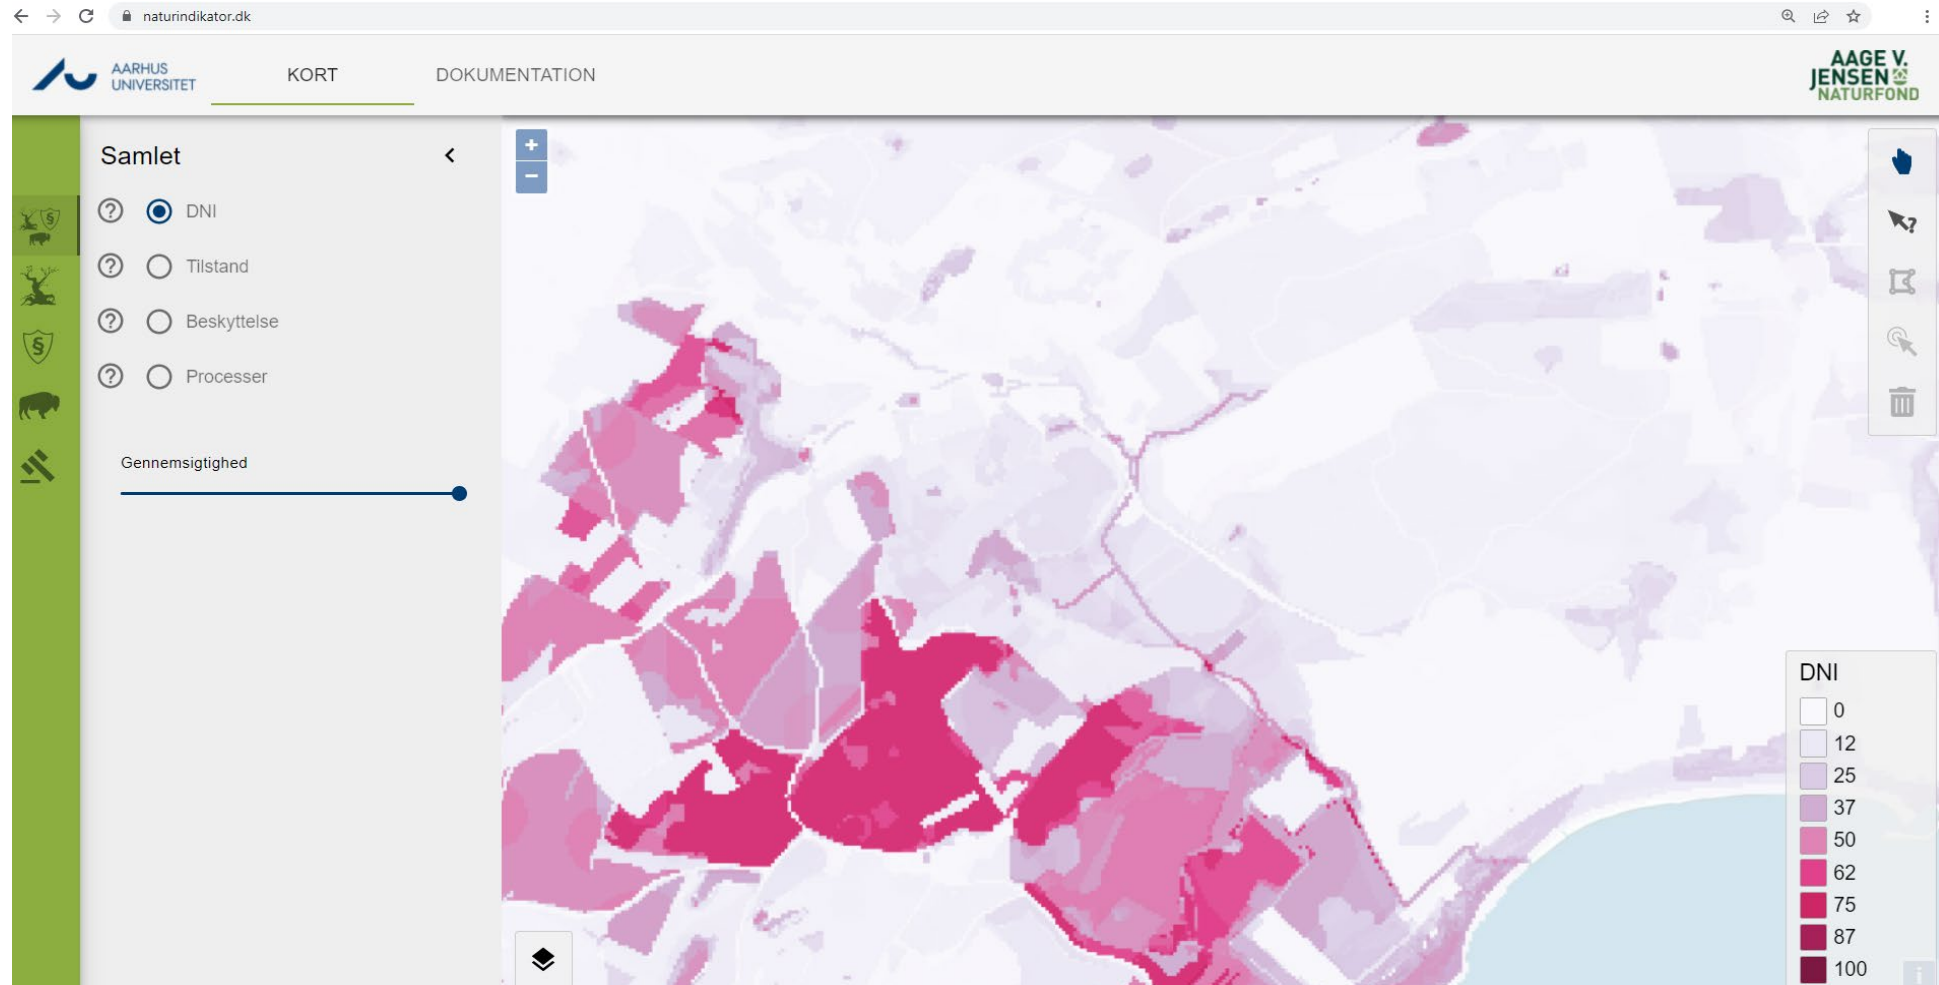 naturindikator.dk
AARHUS
UNIVERSITET
KORT
DOKUMENTATION
AAGE V.
JENSEN
NATURFOND
Samlet
DNI
Tilstand
Beskyttelse
Processer
Gennemsigtighed
DNI
0
12
25
37
50
62
75
87
100